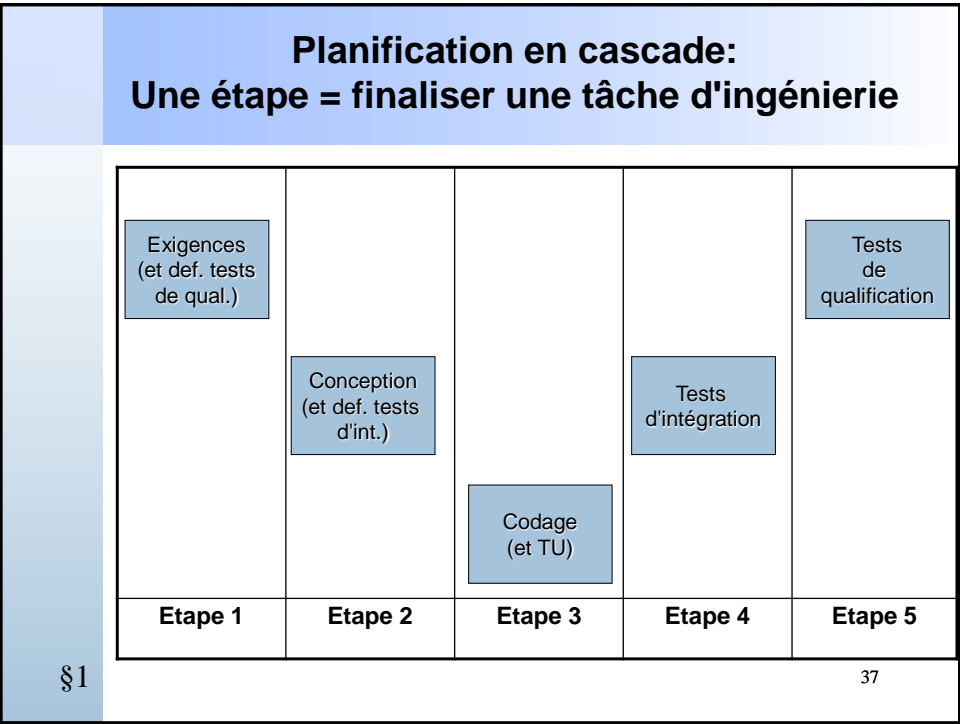 Planification en cascade:
Une étape = finaliser une tâche d'ingénierie
Exigences
(et def. tests
de qual.)
Tests
de
qualification
Conception
(et def. tests
d'int.)
Tests
d'intégration
Codage
(et TU)
Etape 1
Etape 2
Etape 3
Etape 4
Etape 5
§1
37